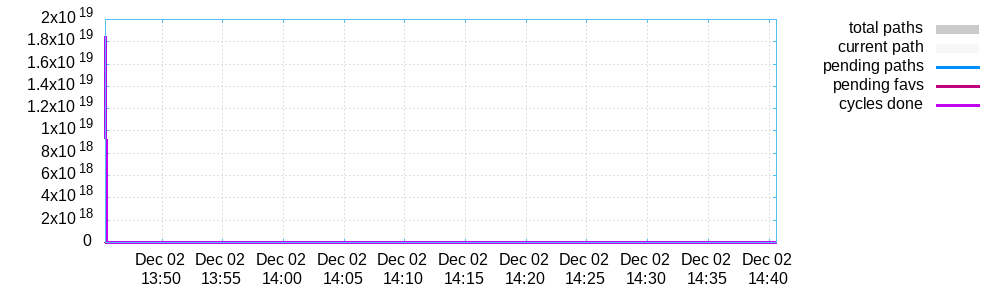 2x10 19
1.8x10 19
1.6x10 19
1.4x10 19
1.2x10 19
1x10 19
8x10 18
6x10 18
4x10 18
2x10 18
0
Dec 02 Dec 02 Dec 02 Dec 02 Dec 02 Dec 02 Dec 02 Dec 02 Dec 02 Dec 02 Dec 02
13:50 13:55 14:00 14:05 14:10 14:15 14:20 14:25 14:30 14:35 14:40
total paths
current path
pending paths
pending favs
cycles done